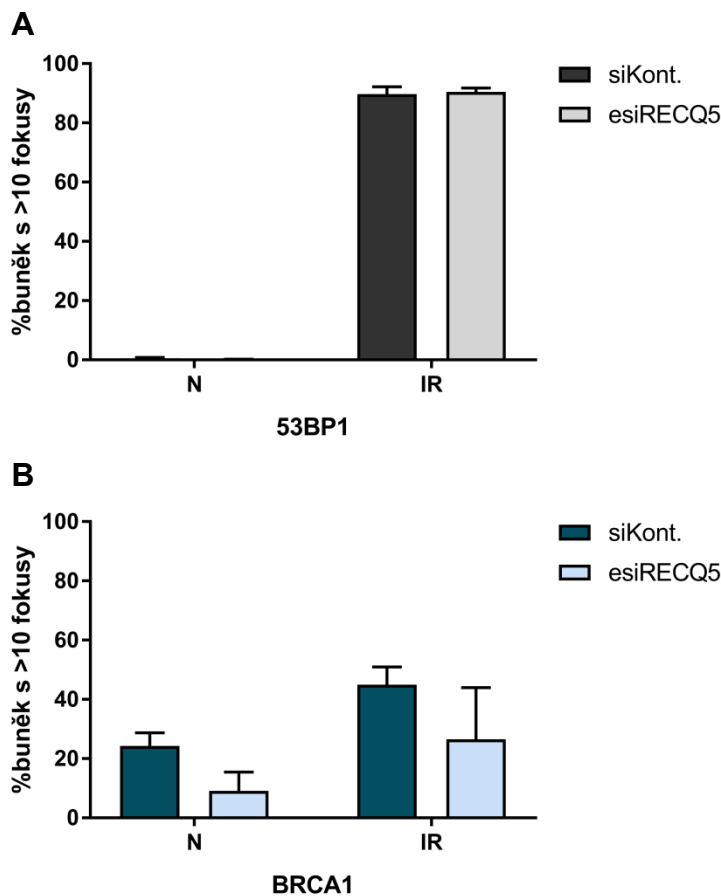 A
%buněk s >10 fokusy
100
80
60
40
20
0
N
IR
53BP1
siKont.
esiRECQ5
B
%buněk s >10 fokusy
100
80
60
40
20
0
N
IR
BRCA1
siKont.
esiRECQ5